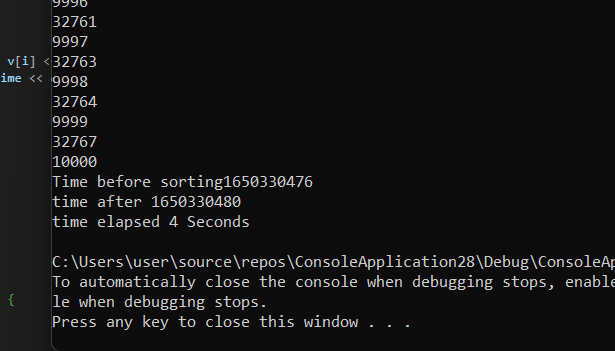 9996
32761
9997
v[i] <
32763
ime <<
9998
32764
9999
32767
10000
Time before sorting1650330476
time after 1650330480
time elapsed 4 Seconds
C:\Users\user\source\repos\ConsoleApplication28\Debug\ConsoleAp
To automatically close the console when debugging stops, enable
{
le when debugging stops.
Press any key to close this window . . .